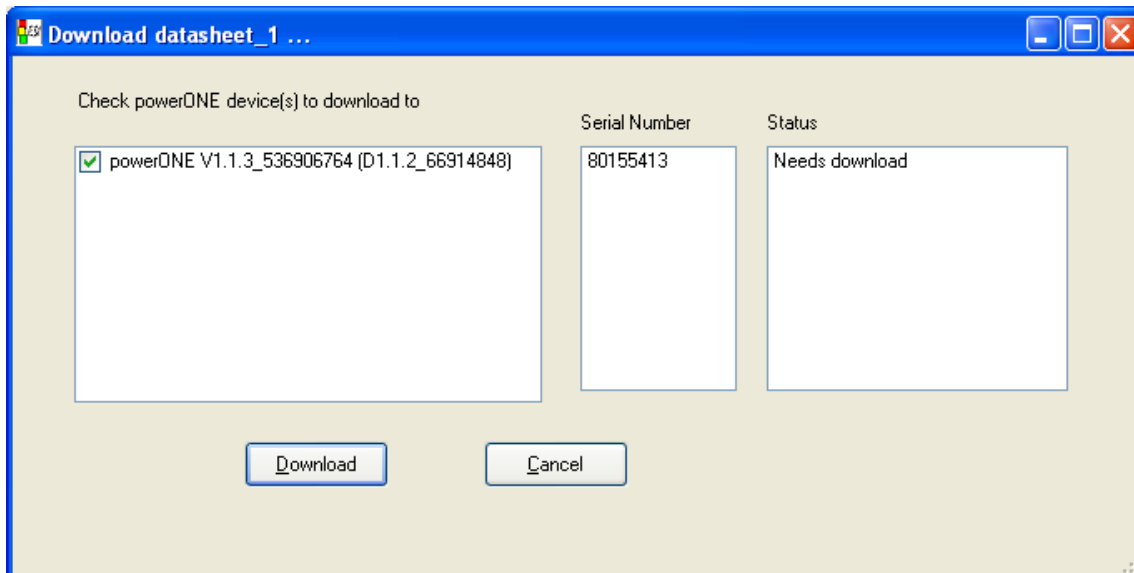 Download datasheet_1 ...
Check powerONE device(s) to download to
Serial Number
Status
powerONE V1.1.3_536906764 (D1.1.2_66914848)
80155413
Needs download
Download
Cancel